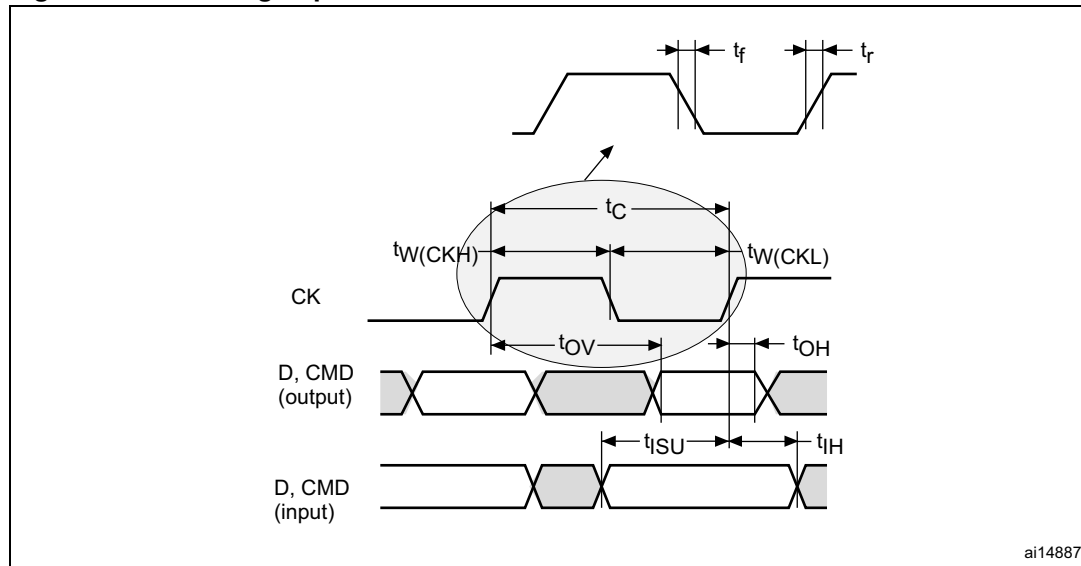 tf
tr
tC
tW(CKH)
tW(CKL)
CK
tOV
tOH
D, CMD
(output)
tISU
tIH
D, CMD
(input)
ai14887